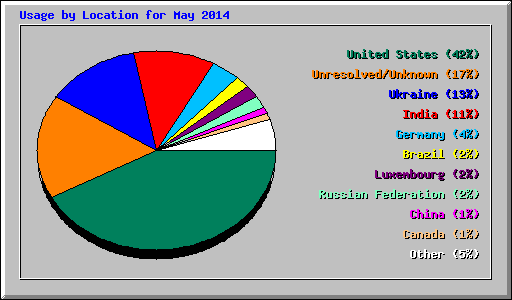 Usage by Location for May 2014
United States (42%)
Unresolved/Unknown (17%)
Ukraine (13%)
India (11%)
Germany (4%)
Brazil (2%)
Luxembourg (2%)
Russian Federation (2%)
China (1%)
Canada (1%)
Other (5%)